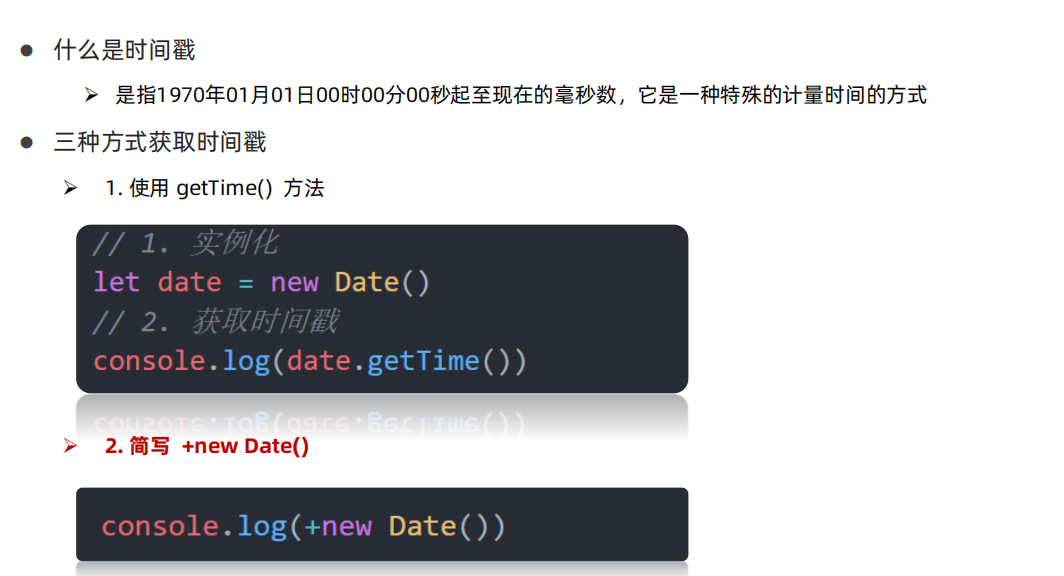 什么是时间戳
是指1970年01月01日00时00分00秒起至现在的毫秒数，它是一种特殊的计量时间的方式
三种方式获取时间戳
1. 使用 getTime() 方法
// 1. 实例化
let date = new Date()
// 2. 获取时间戳
console.log(date.getTime())
2. 简写 +new Date()
console.log(+new Date())